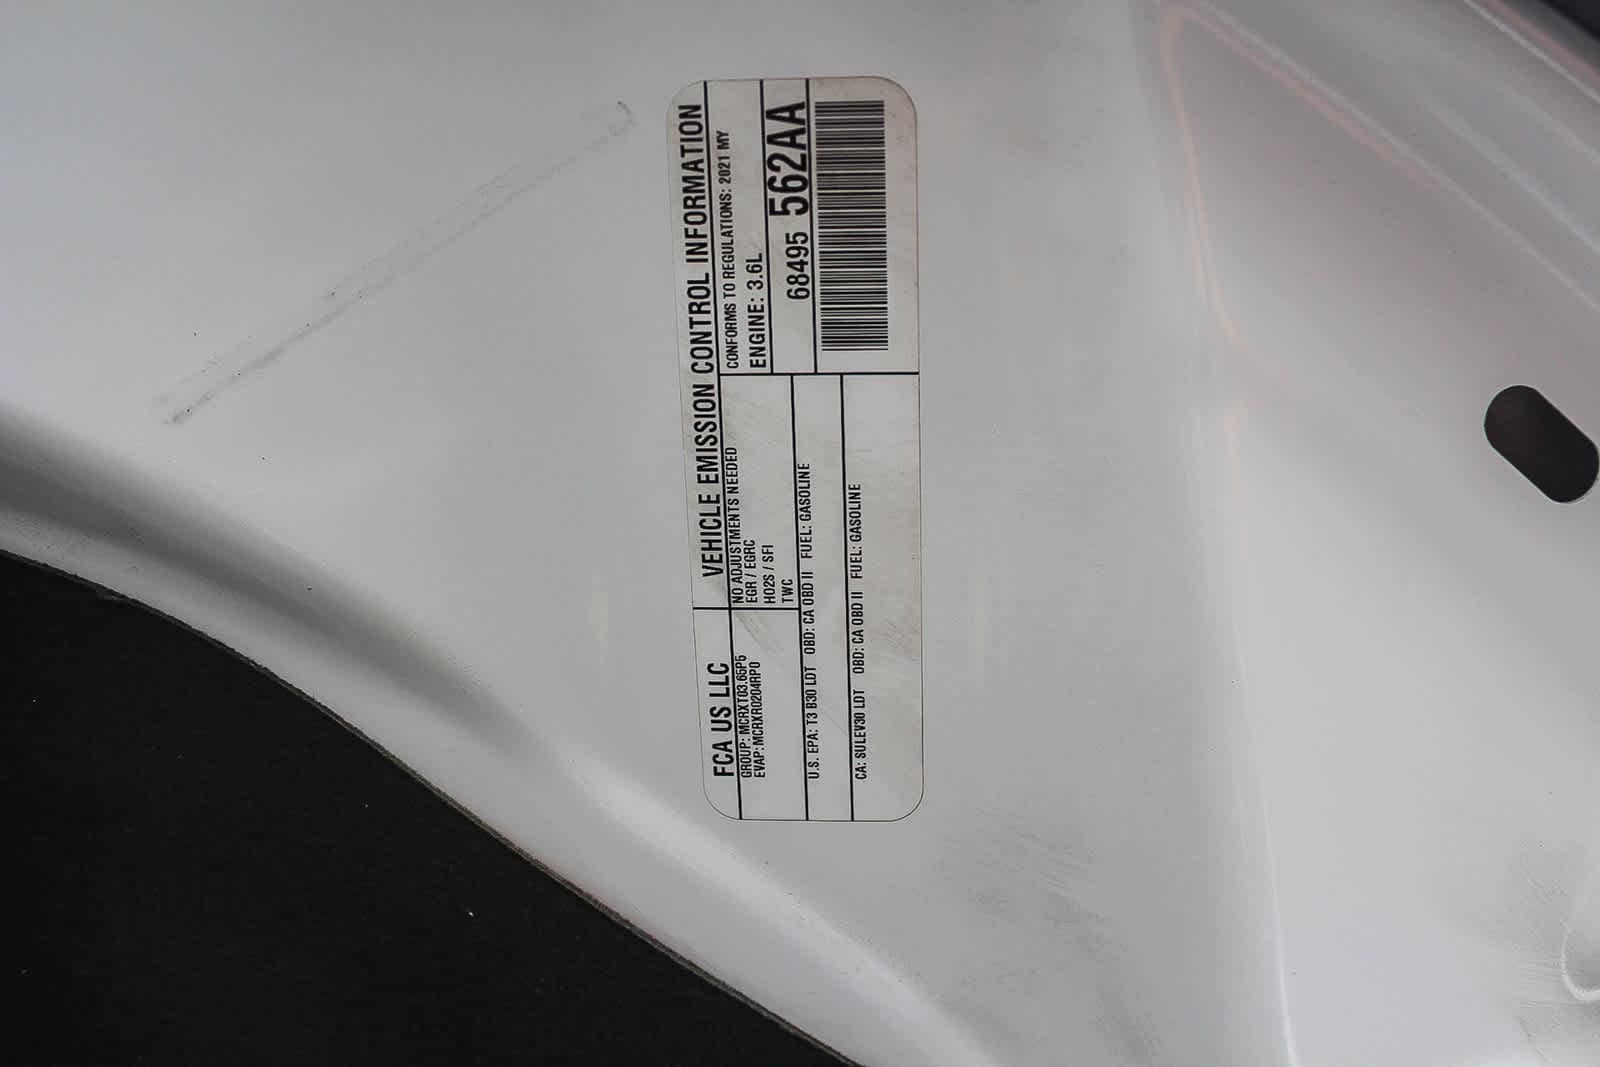 FCA US LLC
VEHICLE EMISSION CONTROL INFORMATION
GROUP: MCRXT03.65P5
EVAP: MCRXR0204RP0
NO ADJUSTMENTS NEEDED
EGR / EGRC
HO2S / SFI
TWC
CONFORMS TO REGULATIONS: 2021 MY
ENGINE: 3.6L
68495 562AA
U.S. EPA: T3 B30 LDT OBD: CA OBD II FUEL: GASOLINE
CA: SULEV30 LDT OBD: CA OBD II FUEL: GASOLINE